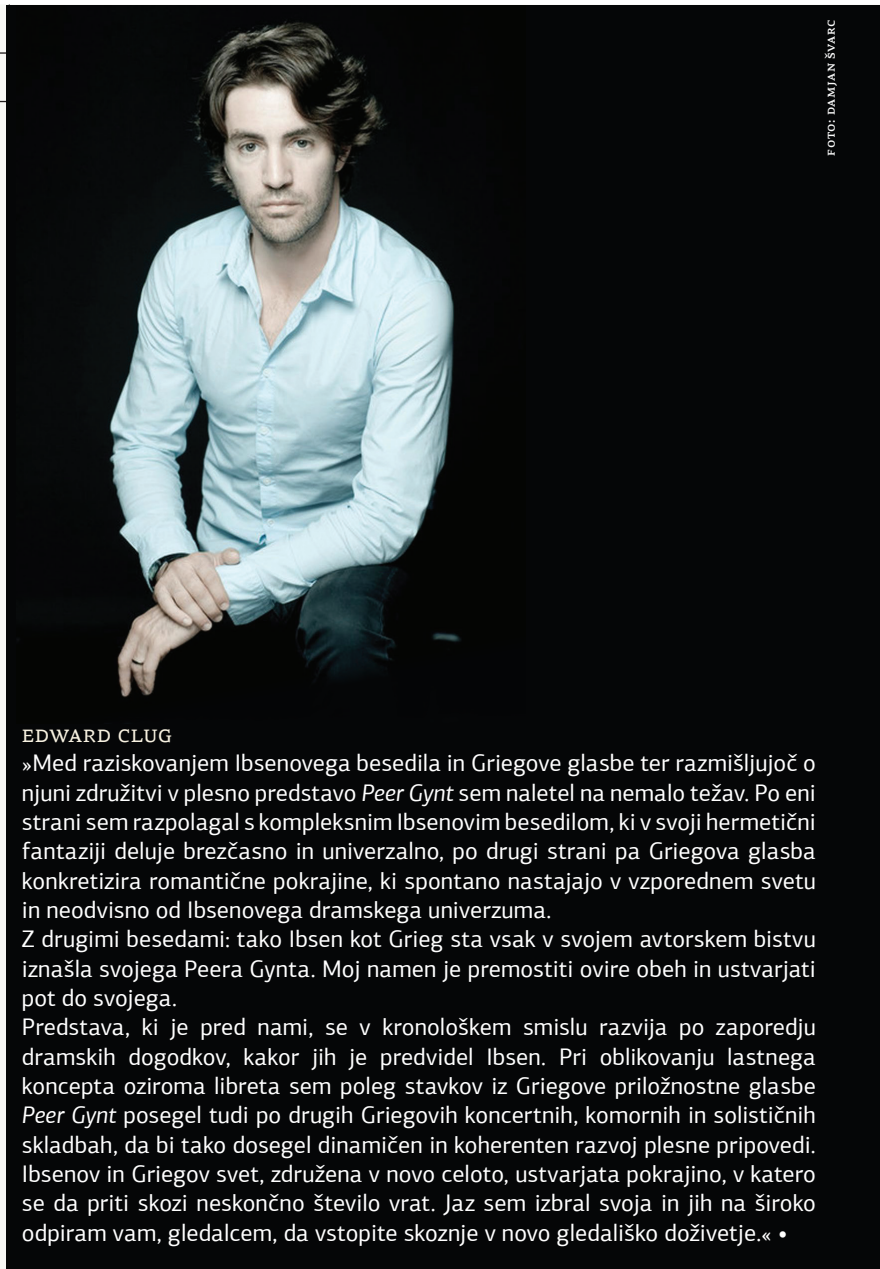 FOTO: DAMJAN ŠVARC
EDWARD CLUG
»Med raziskovanjem Ibsenovega besedila in Griegove glasbe ter razmišljujoč o
njuni združitvi v plesno predstavo Peer Gynt sem naletel na nemalo težav. Po eni
strani sem razpolagal s kompleksnim Ibsenovim besedilom, ki v svoji hermetični
fantaziji deluje brezčasno in univerzalno, po drugi strani pa Griegova glasba
konkretizira romantične pokrajine, ki spontano nastajajo v vzporednem svetu
in neodvisno od Ibsenovega dramskega univerzuma.
Z drugimi besedami: tako Ibsen kot Grieg sta vsak v svojem avtorskem bistvu
iznašla svojega Peera Gynta. Moj namen je premostiti ovire obeh in ustvarjati
pot do svojega.
Predstava, ki je pred nami, se v kronološkem smislu razvija po zaporedju
dramskih dogodkov, kakor jih je predvidel Ibsen. Pri oblikovanju lastnega
koncepta oziroma libreta sem poleg stavkov iz Griegove priložnostne glasbe
Peer Gynt posegel tudi po drugih Griegovih koncertnih, komornih in solističnih
skladbah, da bi tako dosegel dinamičen in koherenten razvoj plesne pripovedi.
Ibsenov in Griegov svet, združena v novo celoto, ustvarjata pokrajino, v katero
se da priti skozi neskončno število vrat. Jaz sem izbral svoja in jih na široko
odpiram vam, gledalcem, da vstopite skoznje v novo gledališko doživetje.« •